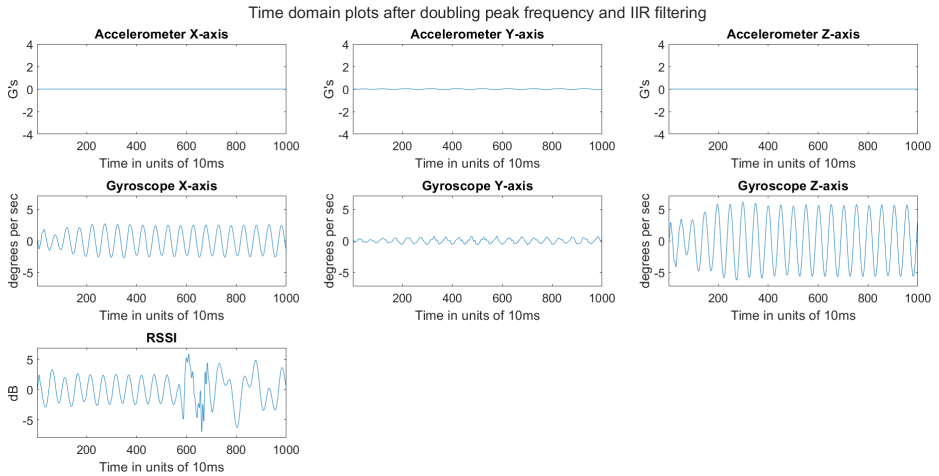 Time domain plots after doubling peak frequency and IIR filtering
Accelerometer X-axis
4
2
0
-2
-4
G's
200 400 600 800 1000
Time in units of 10ms
Accelerometer Y-axis
4
2
0
-2
-4
G's
200 400 600 800 1000
Time in units of 10ms
Accelerometer Z-axis
4
2
0
-2
-4
G's
200 400 600 800 1000
Time in units of 10ms
Gyroscope X-axis
5
0
-5
degrees per sec
200 400 600 800 1000
Time in units of 10ms
Gyroscope Y-axis
5
0
-5
degrees per sec
200 400 600 800 1000
Time in units of 10ms
Gyroscope Z-axis
5
0
-5
degrees per sec
200 400 600 800 1000
Time in units of 10ms
RSSI
5
0
-5
dB
200 400 600 800 1000
Time in units of 10ms